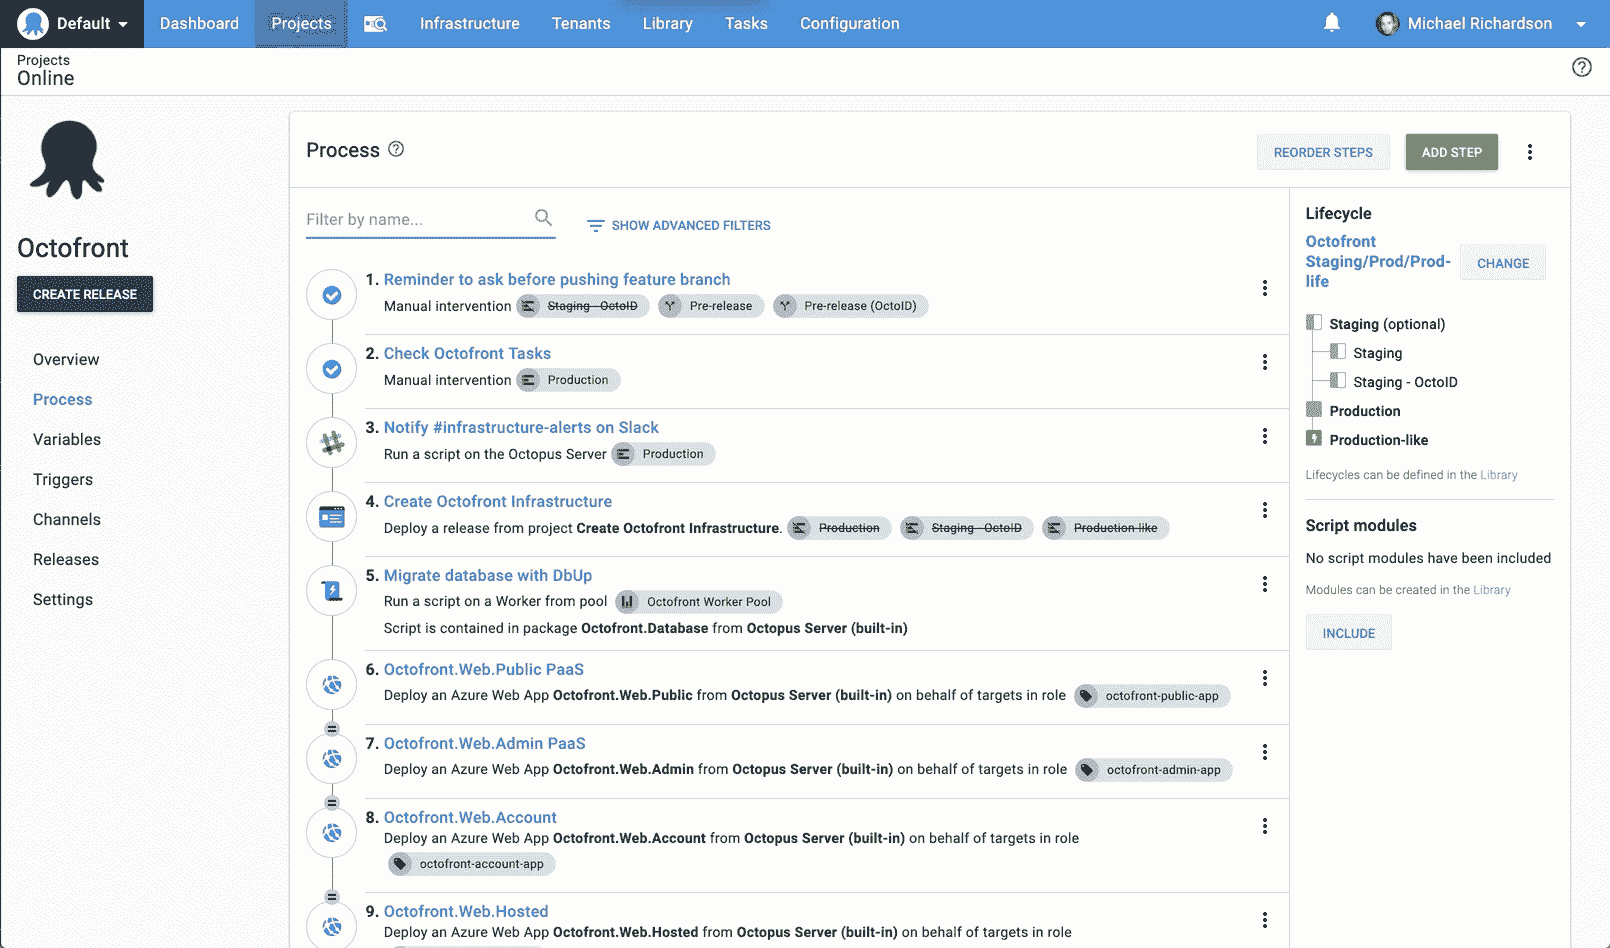 Default Dashboard Projects Infrastructure Tenants Library Tasks Configuration Michael Richardson
Projects
Online
Octofront
CREATE RELEASE
Overview
Process
Variables
Triggers
Channels
Releases
Settings
Process
REORDER STEPS ADD STEP
Filter by name... SHOW ADVANCED FILTERS
1. Reminder to ask before pushing feature branch
Manual intervention Staging - OctoID Pre-release Pre-release (OctoID)
2. Check Octofront Tasks
Manual intervention Production
3. Notify #infrastructure-alerts on Slack
Run a script on the Octopus Server Production
4. Create Octofront Infrastructure
Deploy a release from project Create Octofront Infrastructure. Production Staging - OctoID Production-like
5. Migrate database with DbUp
Run a script on a Worker from pool Octofront Worker Pool
Script is contained in package Octofront.Database from Octopus Server (built-in)
6. Octofront.Web.Public PaaS
Deploy an Azure Web App Octofront.Web.Public from Octopus Server (built-in) on behalf of targets in role octofront-public-app
7. Octofront.Web.Admin PaaS
Deploy an Azure Web App Octofront.Web.Admin from Octopus Server (built-in) on behalf of targets in role octofront-admin-app
8. Octofront.Web.Account
Deploy an Azure Web App Octofront.Web.Account from Octopus Server (built-in) on behalf of targets in role
octofront-account-app
9. Octofront.Web.Hosted
Deploy an Azure Web App Octofront.Web.Hosted from Octopus Server (built-in) on behalf of targets in role
Lifecycle
Octofront
Staging/Prod/Prod-
life
CHANGE
Staging (optional)
Staging
Staging - OctoID
Production
Production-like
Lifecycles can be defined in the Library
Script modules
No script modules have been included
Modules can be created in the Library
INCLUDE